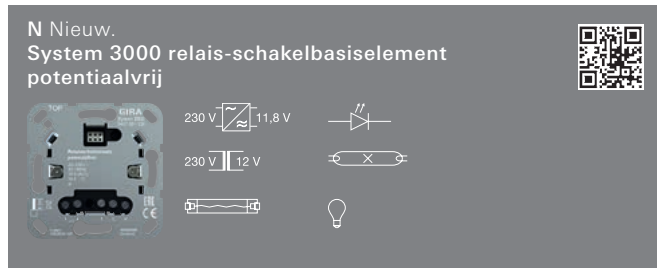 N Nieuw.
System 3000 relais-schakelbasiselement
potentiaalvrij
TOP
GIRA
230 V 11,8 V
230 V 12 V